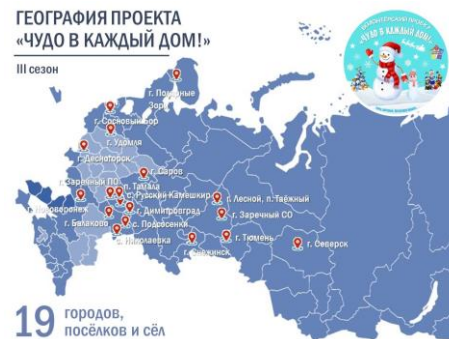 ГЕОГРАФИЯ ПРОЕКТА
«ЧУДО В КАЖДЫЙ ДОМ!»
III сезон
ЧУДО В КАЖДЫЙ ДОМ!
г. Полярные
Зори
г. Сосновый Бор
г. Удомля
г. Десногорск
г. Саров
г. Заречный ПО
п. Тамала
с. Русский Камешкир
г. Лесной, п. Таёжный
г. Нововоронеж
г. Димитровград
г. Заречный СО
г. Балаково
с. Подсосенки
с. Николаевка
г. Снежинск
г. Тюмень
г. Северск
19 городов,
посёлков и сёл